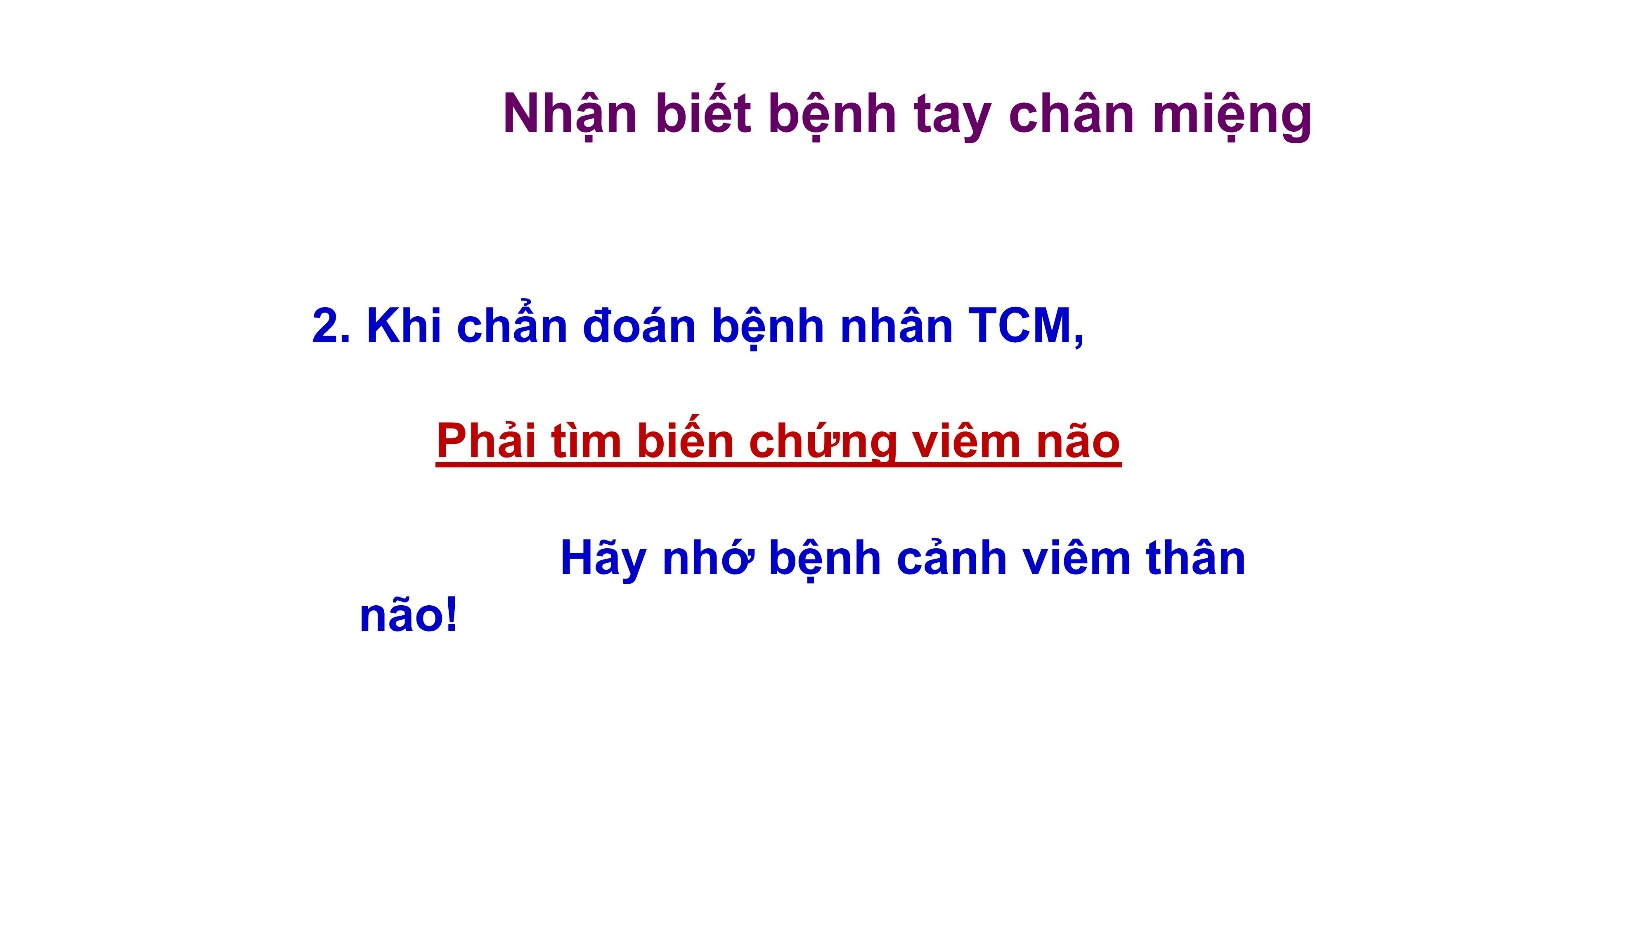 Nhận biết bệnh tay chân miệng
2. Khi chẩn đoán bệnh nhân TCM,
Phải tìm biến chứng viêm não
Hãy nhớ bệnh cảnh viêm thân
não!